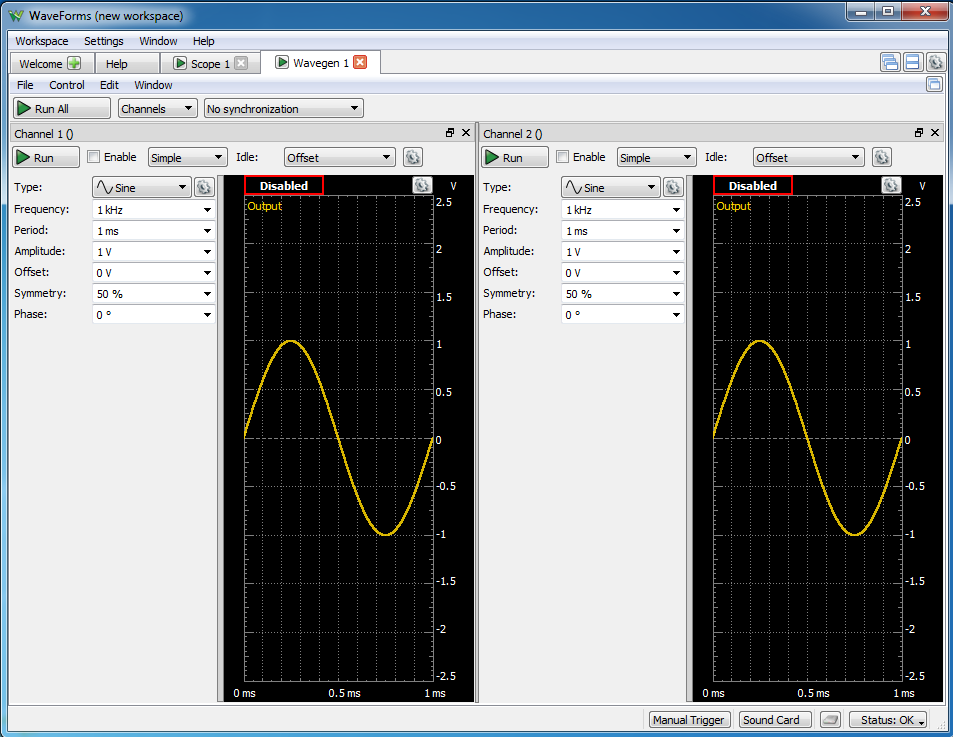 WaveForms (new workspace)
Workspace Settings Window Help
Welcome Help Scope 1 Wavegen 1
File Control Edit Window
Run All Channels No synchronization
Channel 1 ()
Run Enable Simple Idle: Offset
Type: Sine
Frequency: 1 kHz
Period: 1 ms
Amplitude: 1 V
Offset: 0 V
Symmetry: 50 %
Phase: 0 °
Disabled V
Output
2.5
2
1.5
1
0.5
0
-0.5
-1
-1.5
-2
-2.5
0 ms 0.5 ms 1 ms
Channel 2 ()
Run Enable Simple Idle: Offset
Type: Sine
Frequency: 1 kHz
Period: 1 ms
Amplitude: 1 V
Offset: 0 V
Symmetry: 50 %
Phase: 0 °
Disabled V
Output
2.5
2
1.5
1
0.5
0
-0.5
-1
-1.5
-2
-2.5
0 ms 0.5 ms 1 ms
Manual Trigger Sound Card Status: OK